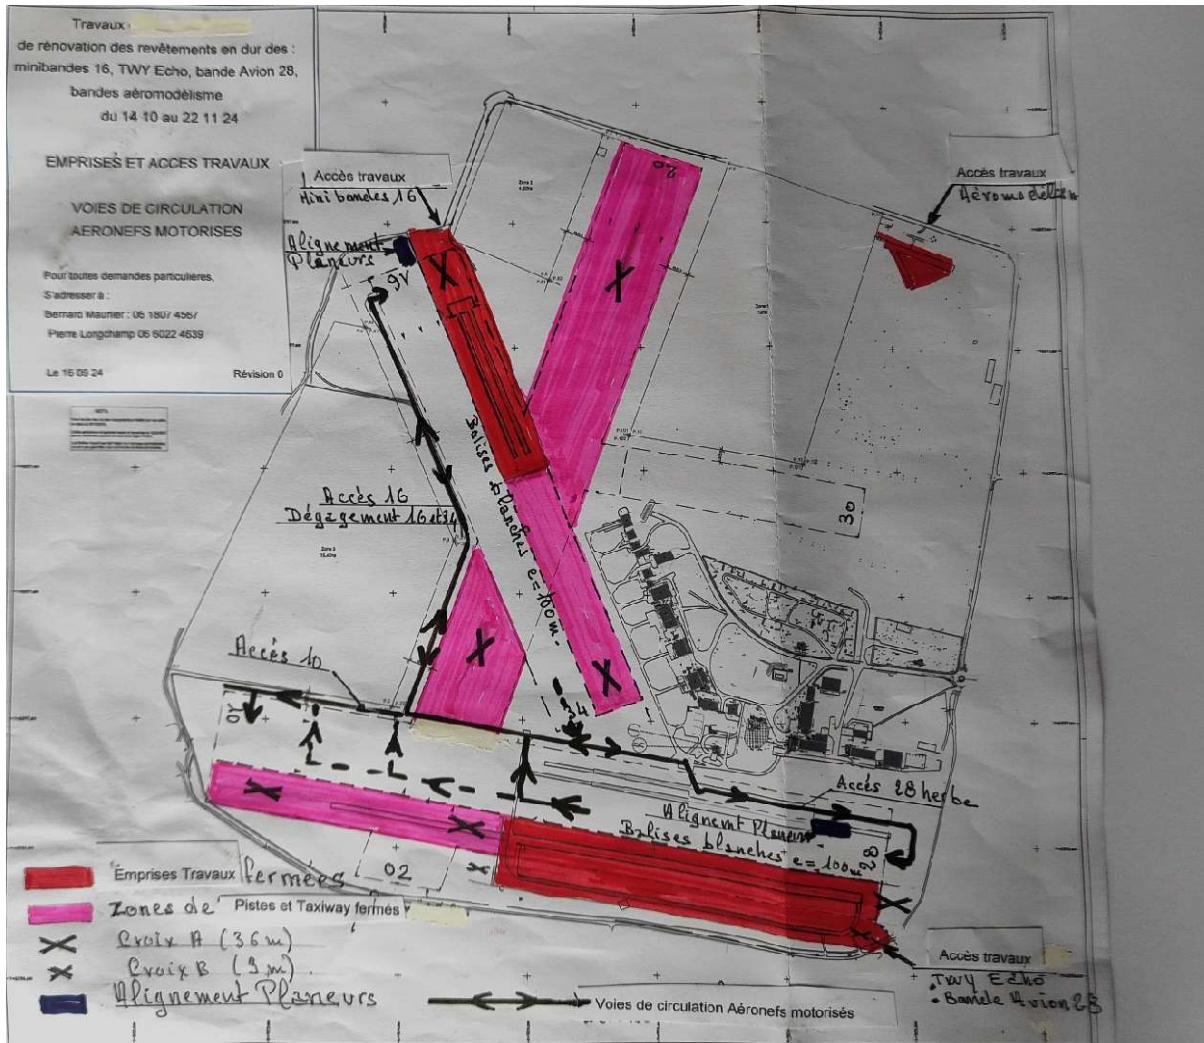 Travaux
de rénovation des revêtements en dur des :
minibandes 16, TWY Echo, bande Avion 28,
bandes aéromodélisme
du 14 10 au 22 11 24
EMPRISES ET ACCES TRAVAUX
VOIES DE CIRCULATION
AERONEFS MOTORISES
Pour toutes demandes particulières,
S'adresser à :
Bernard Maurier : 06 1807 4567
Pierre Longchamp 06 6022 4639
Le 16 09 24 Révision 0
Accès travaux
Mini bandes 16
Accès travaux
Alignement
Planeurs
16
20
Balises blanches e=100m.
Accès 16
Dégagement 16 et 34
30
Accès 10
10
34
Accès 28 herbe
Alignemt Planeurs
Balises blanches e=100m
28
02
Emprises Travaux fermées
Zones de Pistes et Taxiway fermés
Croix A (36 m)
Croix B (9 m)
Alignement Planeurs
Voies de circulation Aéronefs motorisés
Accès travaux
. Twy Echo
. Bande Avion 28